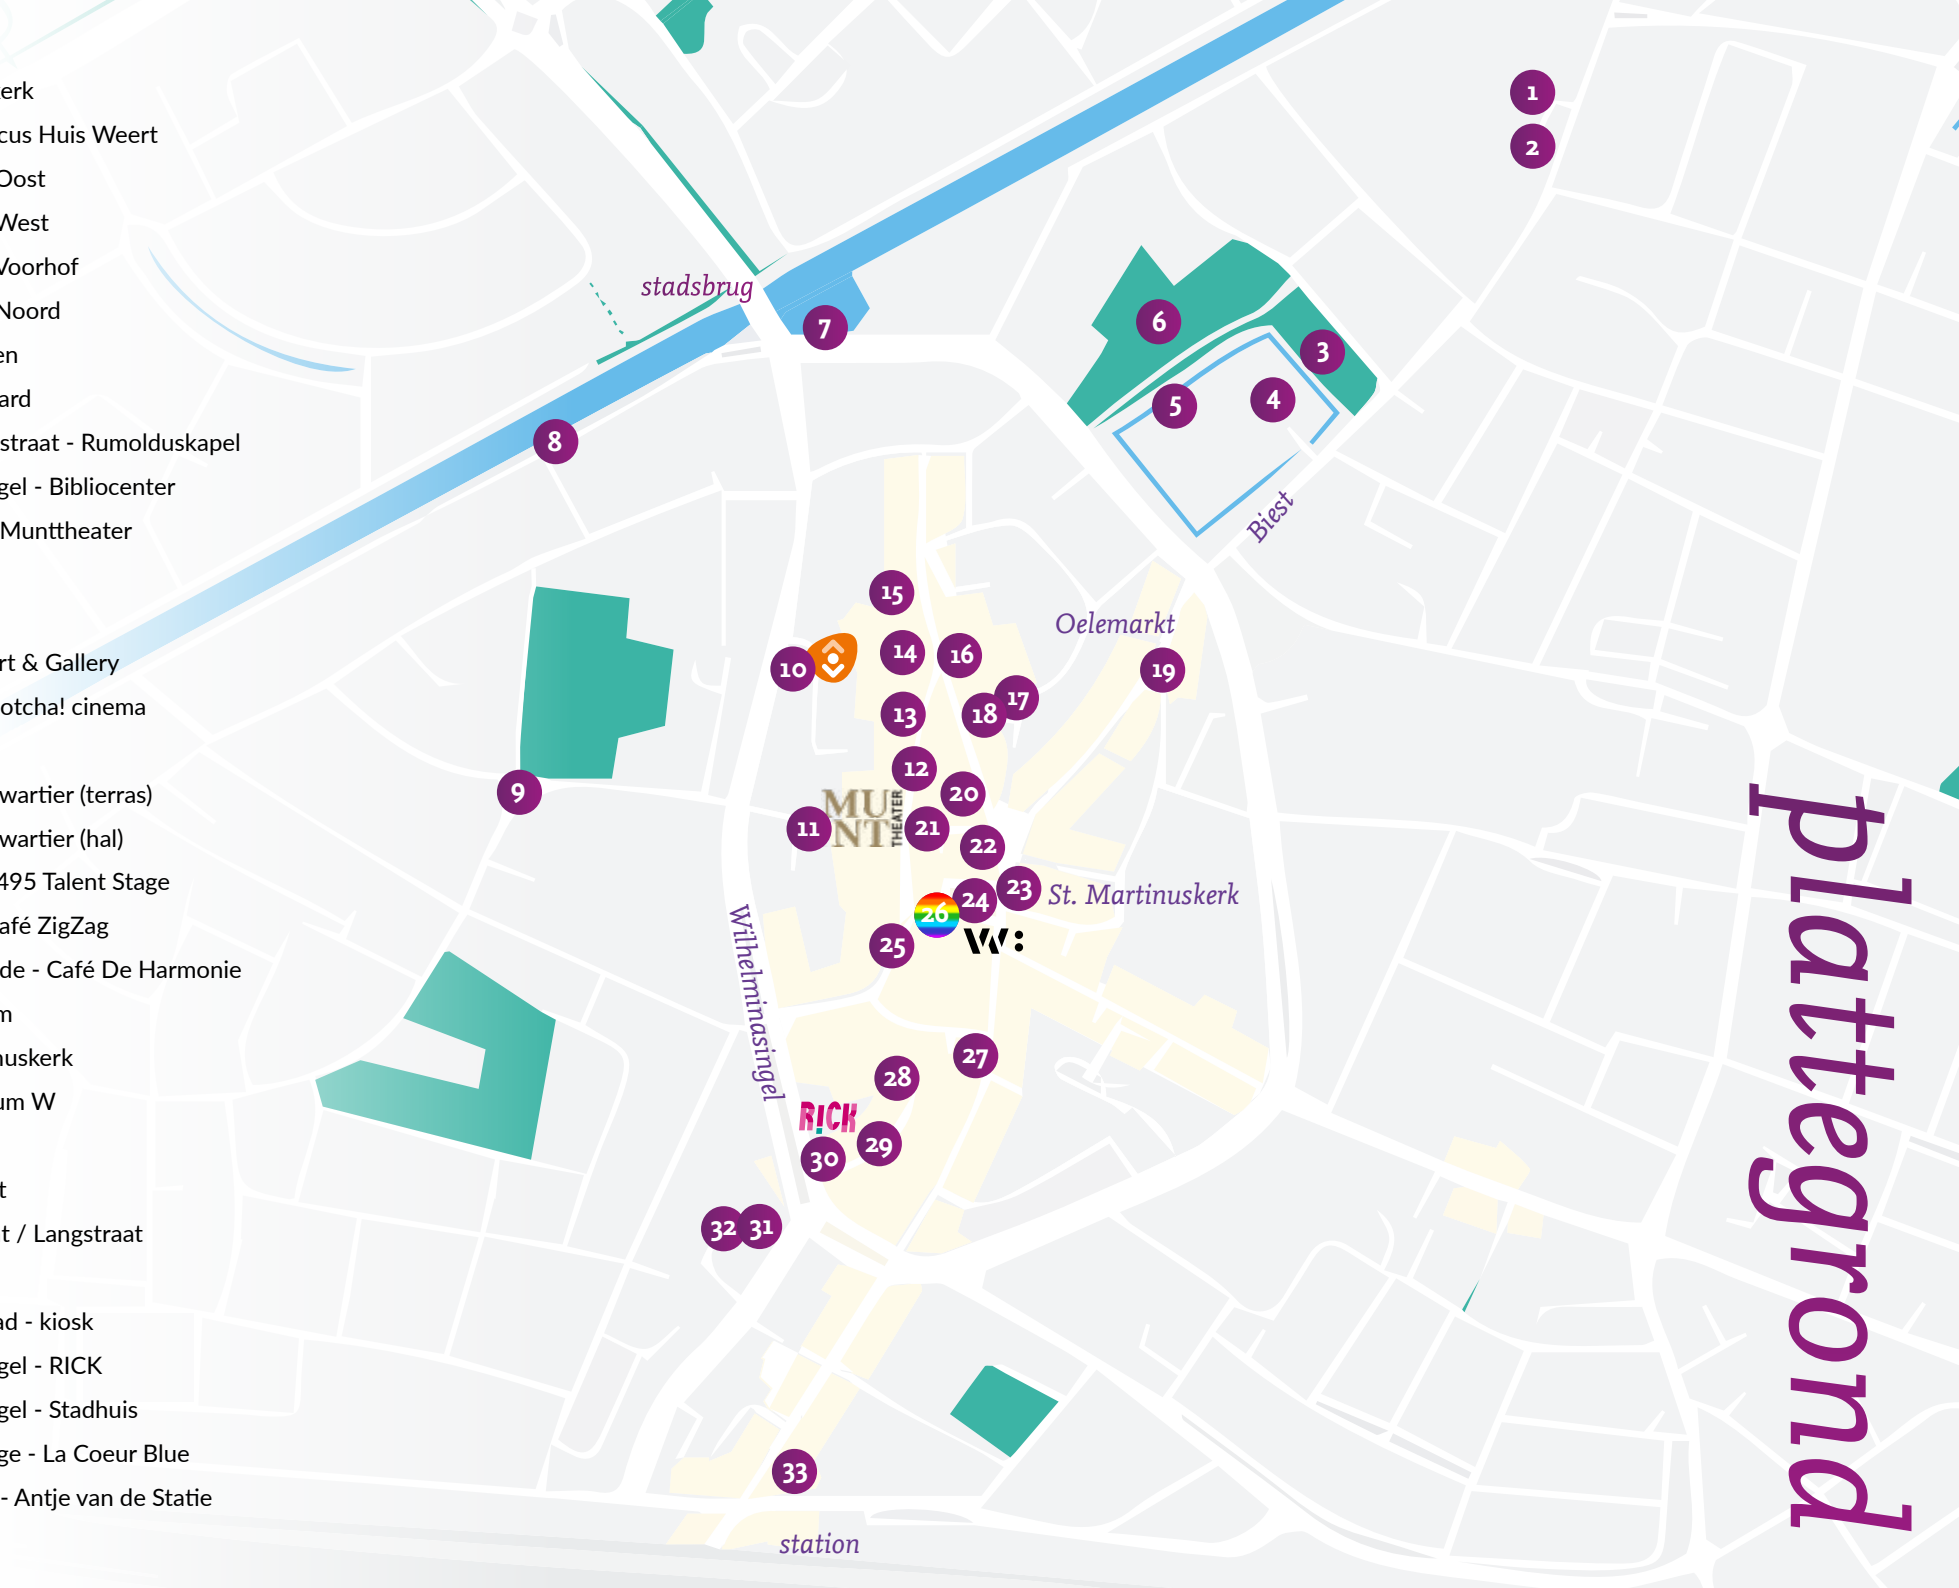 erk
cus Huis Weert
Oost
West
Voorhof
Noord
en
ard
straat - Rumolduskapel
gel - Bibliocenter
Munttheater
rt & Gallery
otcha! cinema
wartier (terras)
wartier (hal)
495 Talent Stage
afé ZigZag
de - Café De Harmonie
m
nuskerk
um W
t
t / Langstraat
ad - kiosk
gel - RICK
gel - Stadhuis
ge - La Coeur Blue
- Antje van de Statie
1
2
stadsbrug
7
6
3
5
4
8
Biest
15
Oelemarkt
14
16
10
19
17
18
13
12
9
20
MUNT THEATER
11
21
22
23
St. Martinuskerk
24
26
25
W:
Wilhelminasingel
27
28
RICK
29
30
32
31
33
station
plattegrond